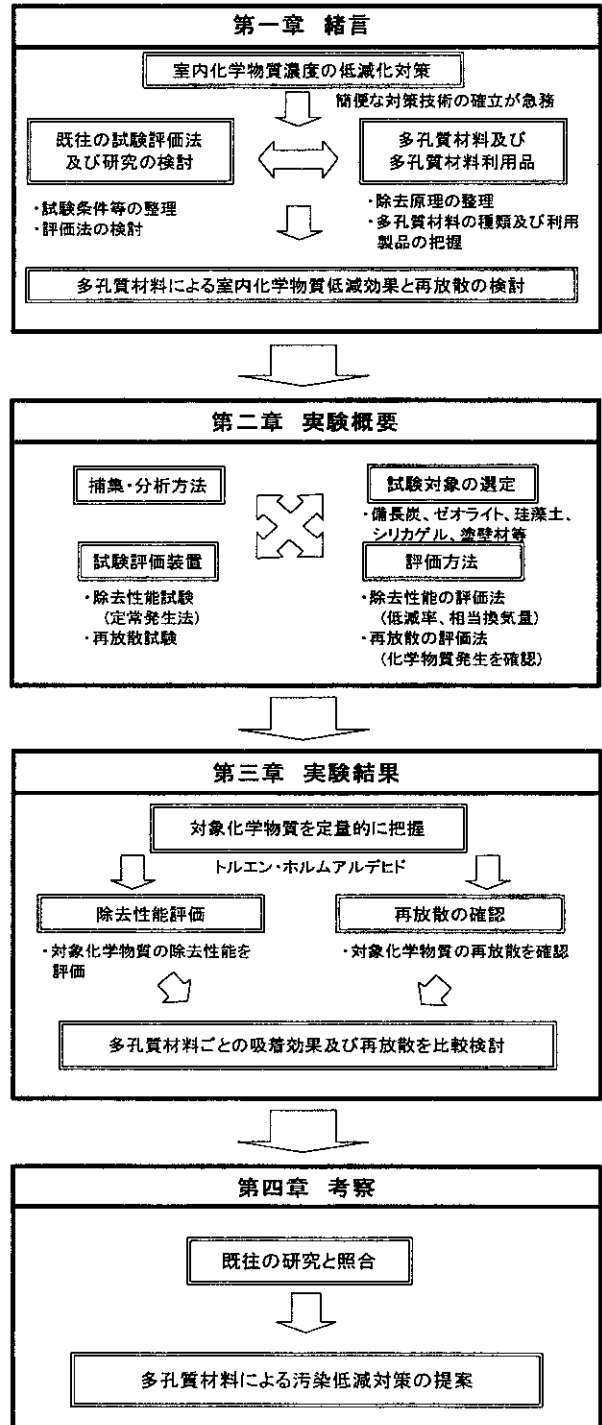 第一章 緒言
室内化学物質濃度の低減化対策
簡便な対策技術の確立が急務
既往の試験評価法
及び研究の検討
多孔質材料及び
多孔質材料利用品
・試験条件等の整理
・評価法の検討
・除去原理の整理
・多孔質材料の種類及び利用
製品の把握
多孔質材料による室内化学物質低減効果と再放散の検討
第二章 実験概要
捕集・分析方法
試験対象の選定
・備長炭、ゼオライト、珪藻土、
シリカゲル、塗壁材等
試験評価装置
評価方法
・除去性能試験
(定常発生法)
・再放散試験
・除去性能の評価法
(低減率、相当換気量)
・再放散の評価法
(化学物質発生を確認)
第三章 実験結果
対象化学物質を定量的に把握
トルエン・ホルムアルデヒド
除去性能評価
再放散の確認
・対象化学物質の除去性能を
評価
・対象化学物質の再放散を確認
多孔質材料ごとの吸着効果及び再放散を比較検討
第四章 考察
既往の研究と照合
多孔質材料による汚染低減対策の提案